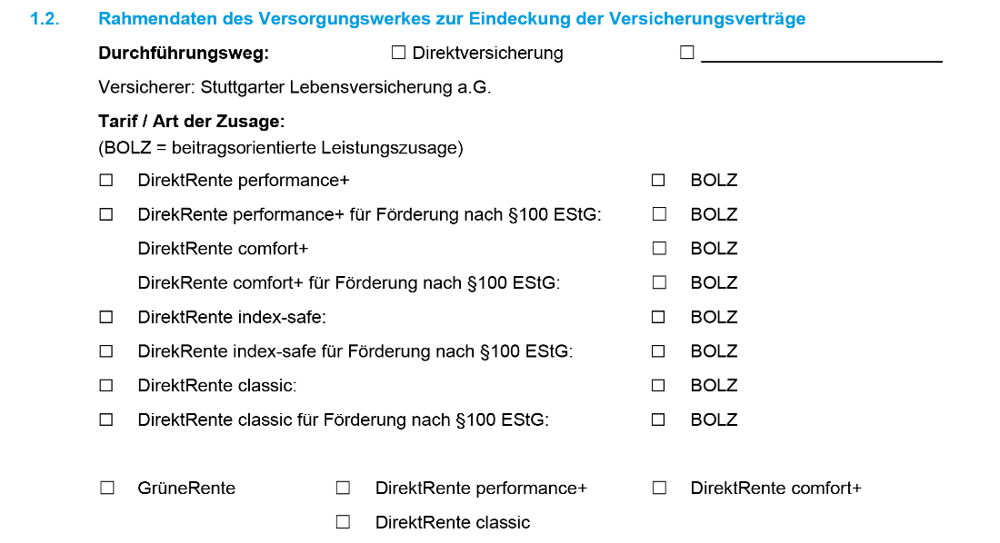 1.2. Rahmendaten des Versorgungswerkes zur Eindeckung der Versicherungsverträge
Durchführungsweg: ☐ Direktversicherung ☐ ____________________
Versicherer: Stuttgarter Lebensversicherung a.G.
Tarif / Art der Zusage:
(BOLZ = beitragsorientierte Leistungszusage)
☐ DirektRente performance+ ☐ BOLZ
☐ DirekRente performance+ für Förderung nach §100 EStG: ☐ BOLZ
DirektRente comfort+ ☐ BOLZ
DirekRente comfort+ für Förderung nach §100 EStG: ☐ BOLZ
☐ DirektRente index-safe: ☐ BOLZ
☐ DirekRente index-safe für Förderung nach §100 EStG: ☐ BOLZ
☐ DirektRente classic: ☐ BOLZ
☐ DirektRente classic für Förderung nach §100 EStG: ☐ BOLZ
☐ GrüneRente ☐ DirektRente performance+ ☐ DirektRente comfort+
☐ DirektRente classic